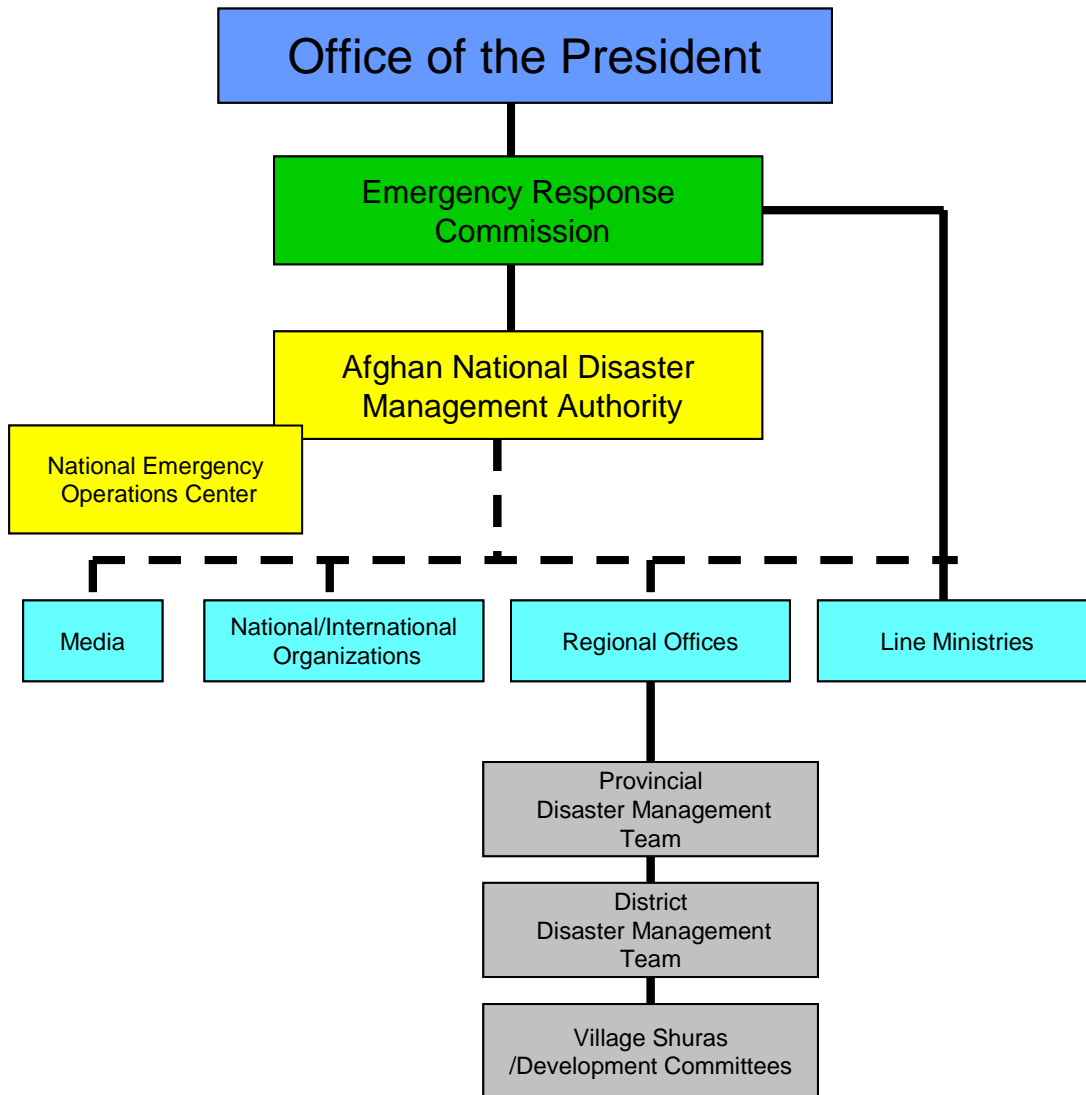 Office of the President
Emergency Response
Commission
Afghan National Disaster
Management Authority
National Emergency
Operations Center
Media
National/International
Organizations
Regional Offices
Line Ministries
Provincial
Disaster Management
Team
District
Disaster Management
Team
Village Shuras
/Development Committees